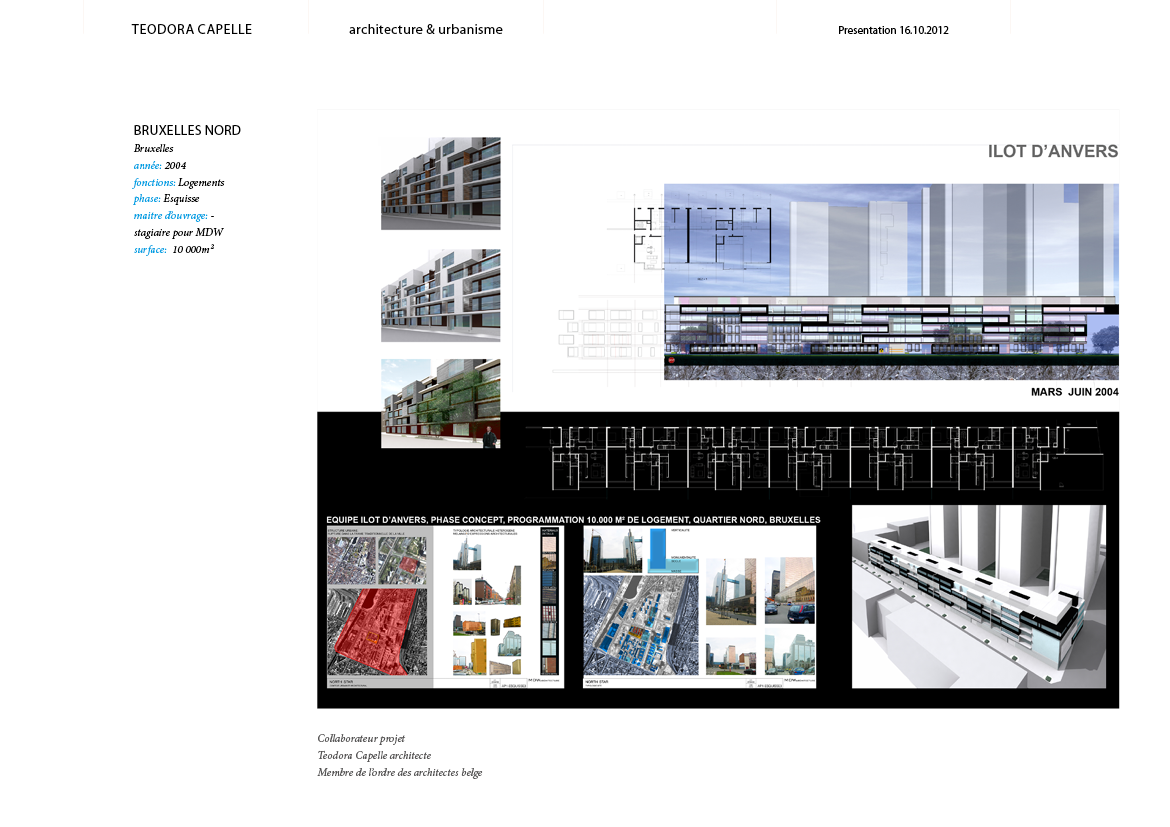 TEODORA CAPELLE
architecture & urbanisme
Presentation 16.10.2012
BRUXELLES NORD
Bruxelles
année: 2004
fonctions: Logements
phase: Esquisse
maitre d'ouvrage: -
stagiaire pour MDW
surface: 10 000m²
ILOT D'ANVERS
MARS JUIN 2004
EQUIPE ILOT D'ANVERS, PHASE CONCEPT, PROGRAMMATION 10.000 M² DE LOGEMENT, QUARTIER NORD, BRUXELLES
NORTH STAR
NORTH STAR
Collaborateur projet
Teodora Capelle architecte
Membre de l'ordre des architectes belge